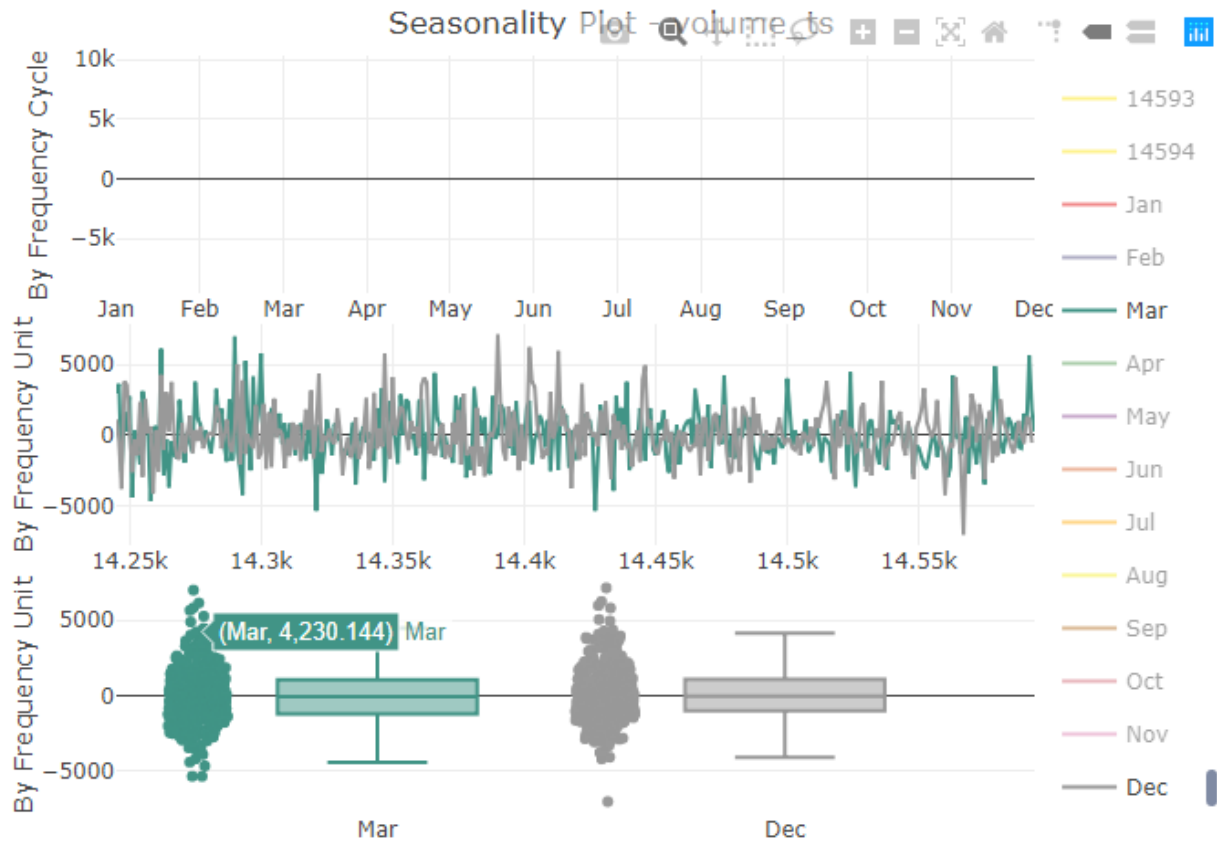 Seasonality Plot - volume_ts
By Frequency Cycle
10k
5k
0
−5k
Jan Feb Mar Apr May Jun Jul Aug Sep Oct Nov Dec
By Frequency Unit
5000
0
−5000
14.25k 14.3k 14.35k 14.4k 14.45k 14.5k 14.55k
By Frequency Unit
5000
0
−5000
(Mar, 4,230.144) Mar
Mar Dec
14593
14594
Jan
Feb
Mar
Apr
May
Jun
Jul
Aug
Sep
Oct
Nov
Dec